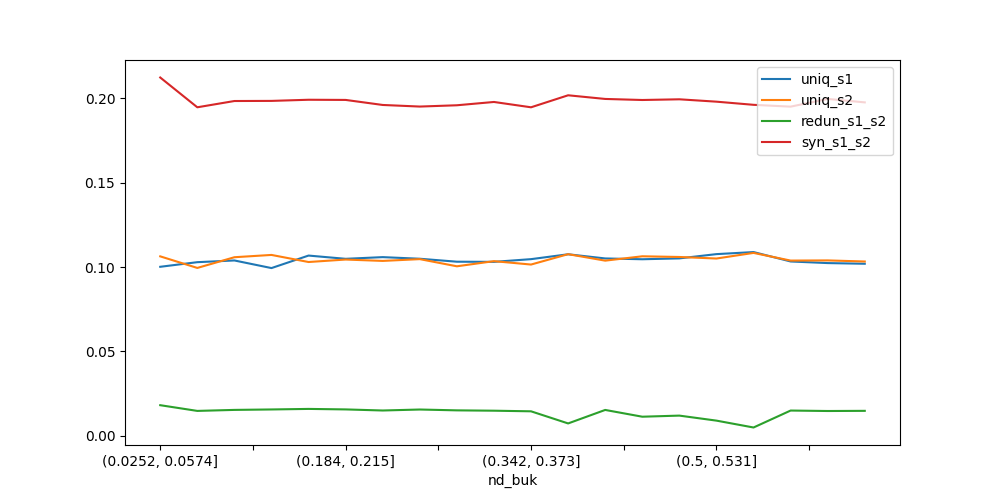 uniq_s1
uniq_s2
redun_s1_s2
syn_s1_s2
0.20
0.15
0.10
0.05
0.00
(0.0252, 0.0574]
(0.184, 0.215]
(0.342, 0.373]
(0.5, 0.531]
nd_buk